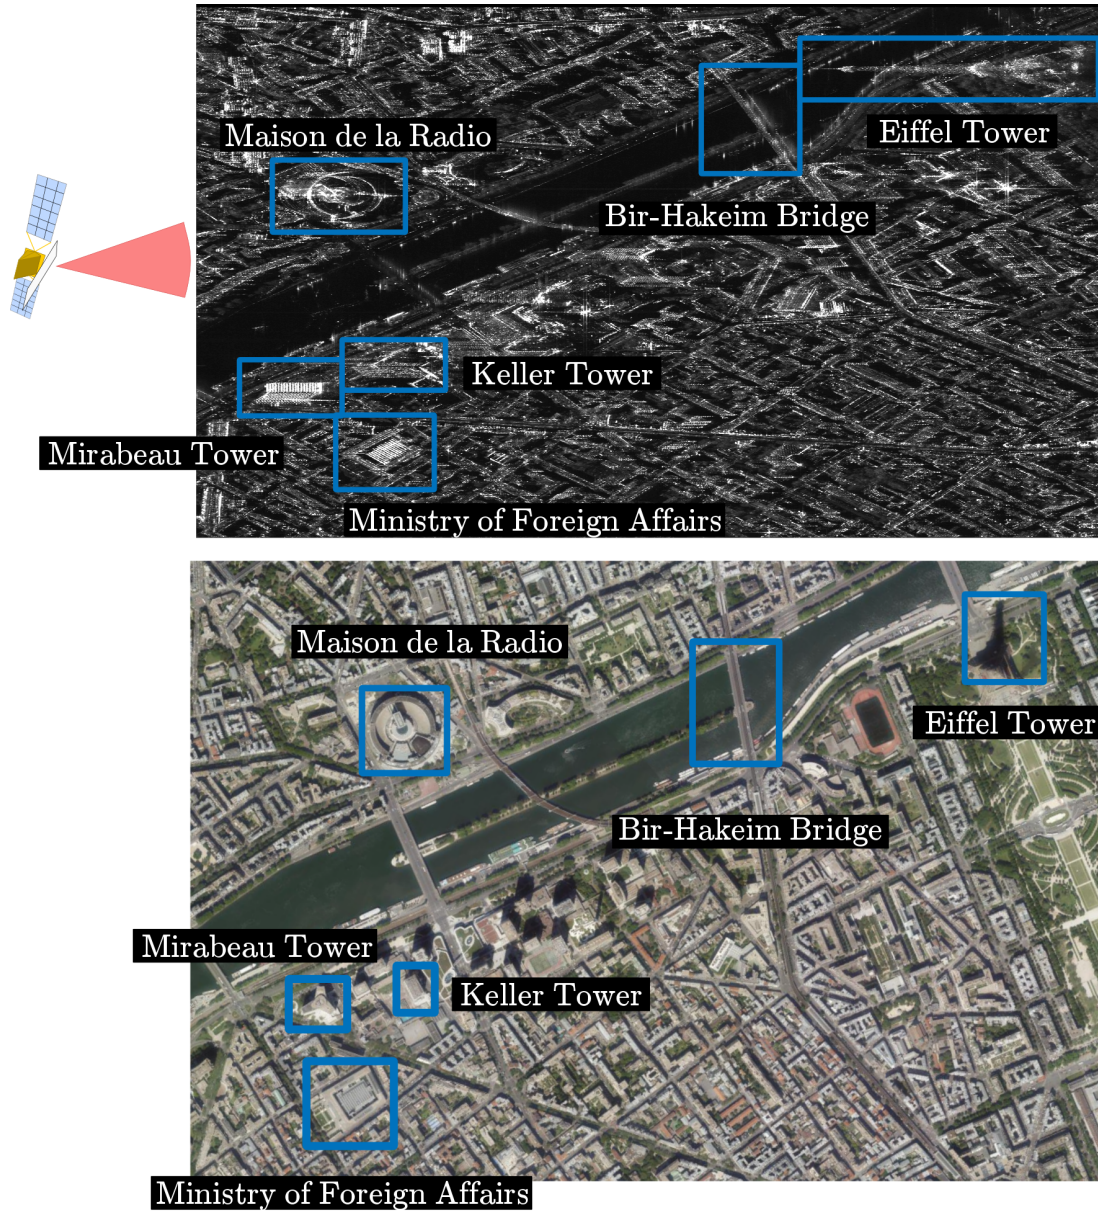 Eiffel Tower
Maison de la Radio
Bir-Hakeim Bridge
Keller Tower
Mirabeau Tower
Ministry of Foreign Affairs
Maison de la Radio
Eiffel Tower
Bir-Hakeim Bridge
Mirabeau Tower
Keller Tower
Ministry of Foreign Affairs